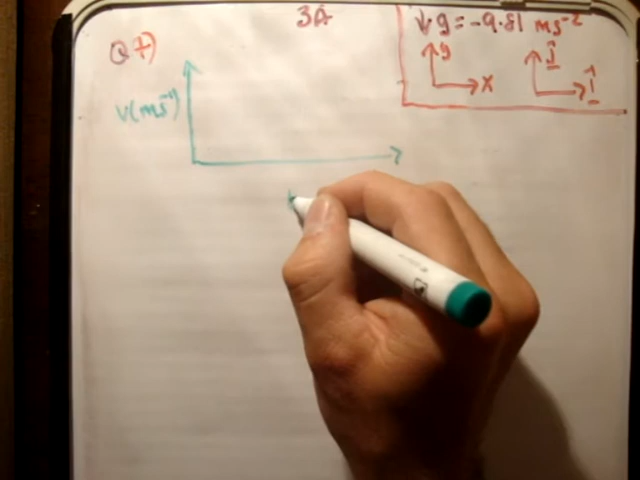 3A
↓ g = -9.81 ms⁻²
Q7)
y
x
ĵ
î
v(ms⁻¹)